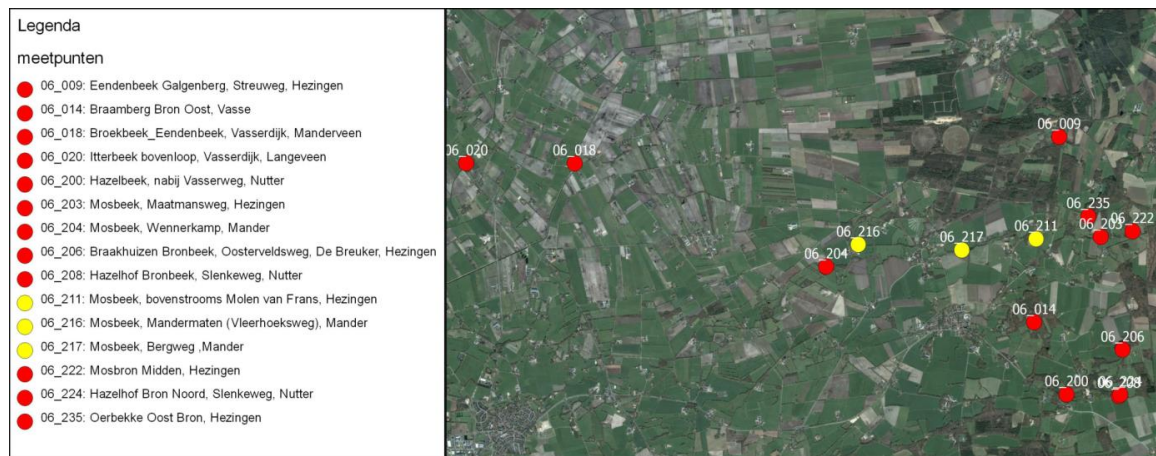 Legenda
meetpunten
06_009: Eendenbeek Galgenberg, Streuweg, Hezingen
06_014: Braamberg Bron Oost, Vasse
06_018: Broekbeek_Eendenbeek, Vasserdijk, Manderveen
06_020: Itterbeek bovenloop, Vasserdijk, Langeveen
06_200: Hazelbeek, nabij Vasserweg, Nutter
06_203: Mosbeek, Maatmansweg, Hezingen
06_204: Mosbeek, Wennerkamp, Mander
06_206: Braakhuizen Bronbeek, Oosterveldsweg, De Breuker, Hezingen
06_208: Hazelhof Bronbeek, Slenkeweg, Nutter
06_211: Mosbeek, bovenstrooms Molen van Frans, Hezingen
06_216: Mosbeek, Mandermaten (Vleerhoeksweg), Mander
06_217: Mosbeek, Bergweg ,Mander
06_222: Mosbron Midden, Hezingen
06_224: Hazelhof Bron Noord, Slenkeweg, Nutter
06_235: Oerbekke Oost Bron, Hezingen
06_009
06_020
06_018
06_235
06_222
06_211
06_203
06_216
06_217
06_204
06_014
06_206
06_200